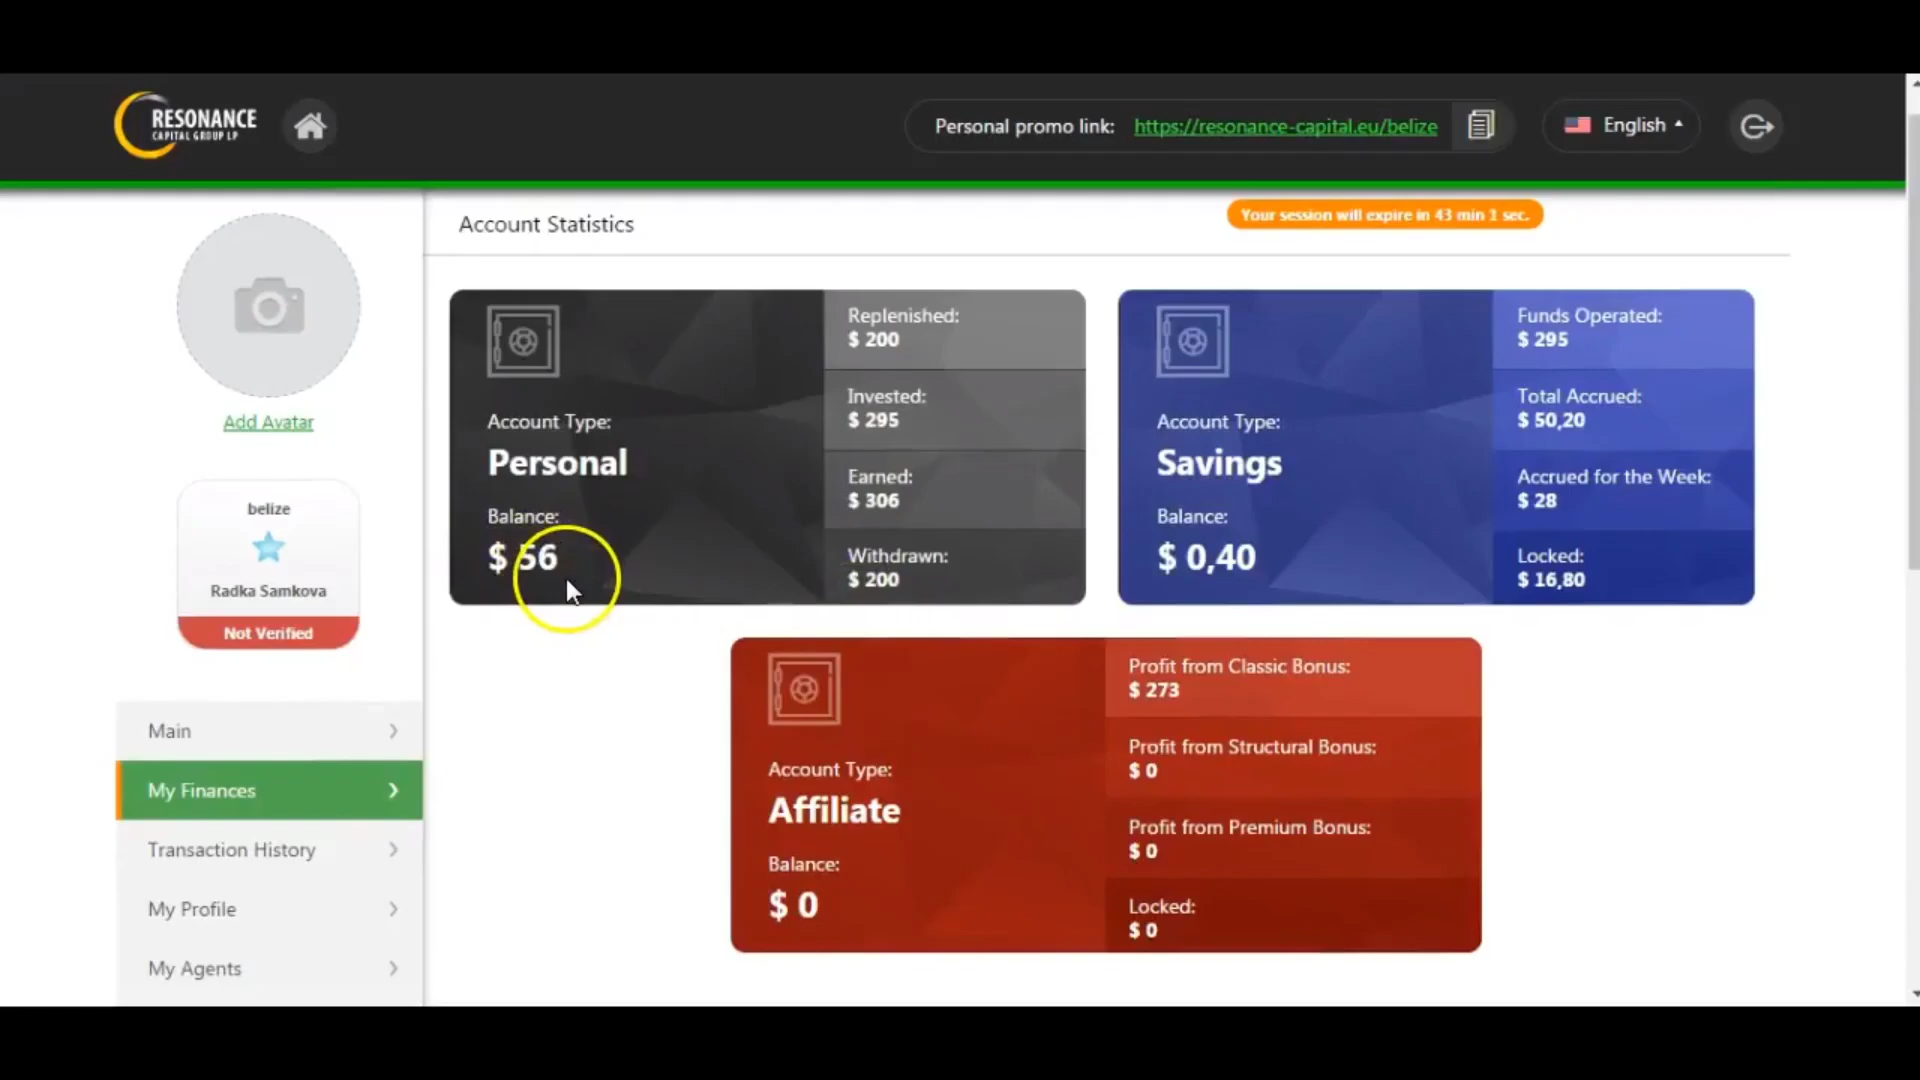 RESONANCE
CAPITAL GROUP LP
Personal promo link: https://resonance-capital.eu/belize
English
Account Statistics
Your session will expire in 43 min 1 sec.
Add Avatar
belize
Radka Samkova
Not Verified
Main
My Finances
Transaction History
My Profile
My Agents
Account Type:
Personal
Balance:
$ 56
Replenished:
$ 200
Invested:
$ 295
Earned:
$ 306
Withdrawn:
$ 200
Account Type:
Savings
Balance:
$ 0,40
Funds Operated:
$ 295
Total Accrued:
$ 50,20
Accrued for the Week:
$ 28
Locked:
$ 16,80
Account Type:
Affiliate
Balance:
$ 0
Profit from Classic Bonus:
$ 273
Profit from Structural Bonus:
$ 0
Profit from Premium Bonus:
$ 0
Locked:
$ 0